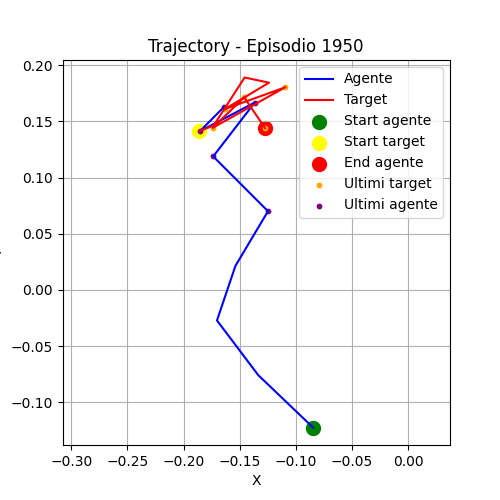 Trajectory - Episodio 1950
Agente
Target
Start agente
Start target
End agente
Ultimi target
Ultimi agente
0.20
0.15
0.10
0.05
0.00
−0.05
−0.10
−0.30
−0.25
−0.20
−0.15
−0.10
−0.05
0.00
X